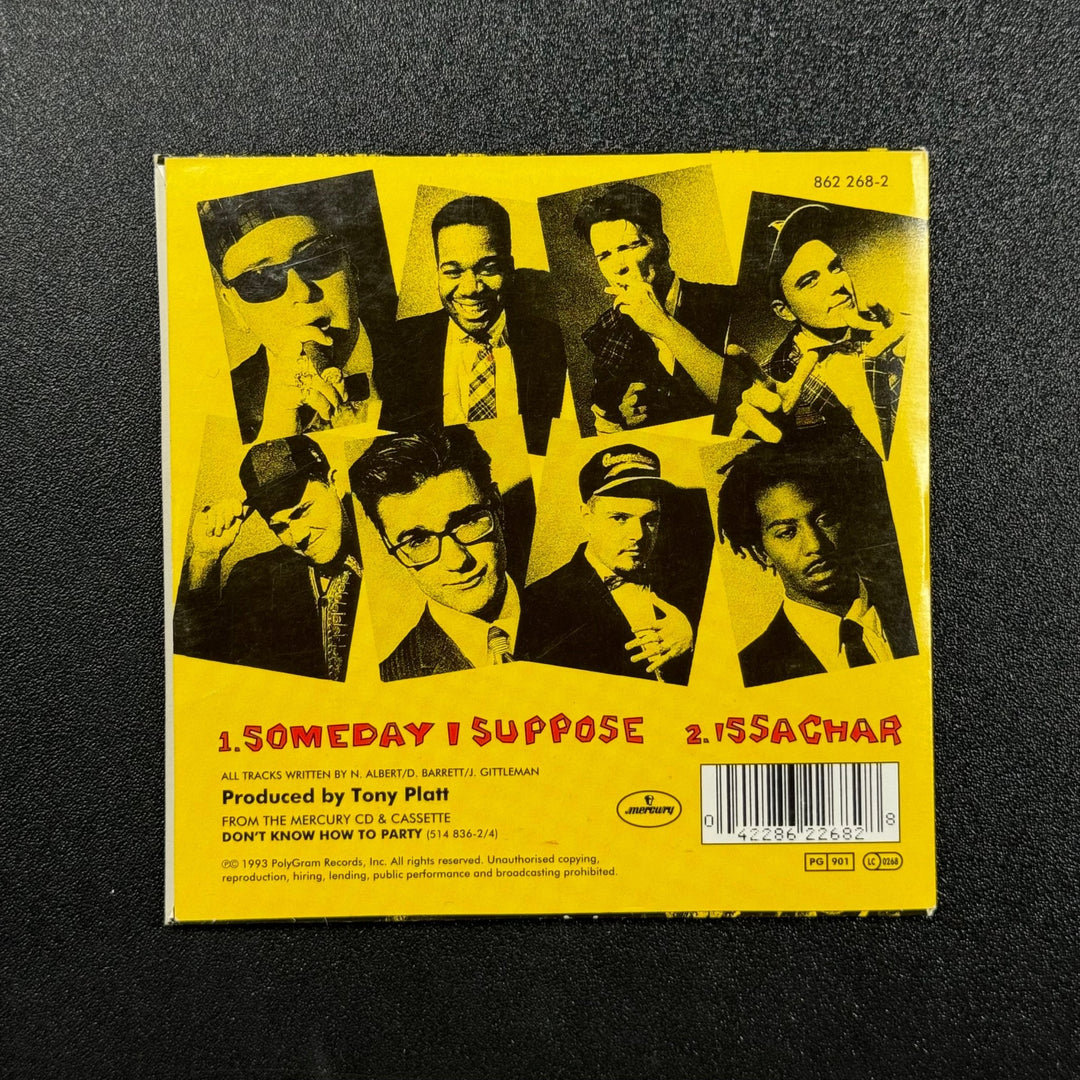 862 268-2
1. SOMEDAY I SUPPOSE 2. ISSACHAR
ALL TRACKS WRITTEN BY N. ALBERT/D. BARRETT/J. GITTLEMAN
Produced by Tony Platt
FROM THE MERCURY CD & CASSETTE
DON'T KNOW HOW TO PARTY (514 836-2/4)
mercury
0 42286 22682 8
PG 901 LC 0268
℗© 1993 PolyGram Records, Inc. All rights reserved. Unauthorised copying,
reproduction, hiring, lending, public performance and broadcasting prohibited.